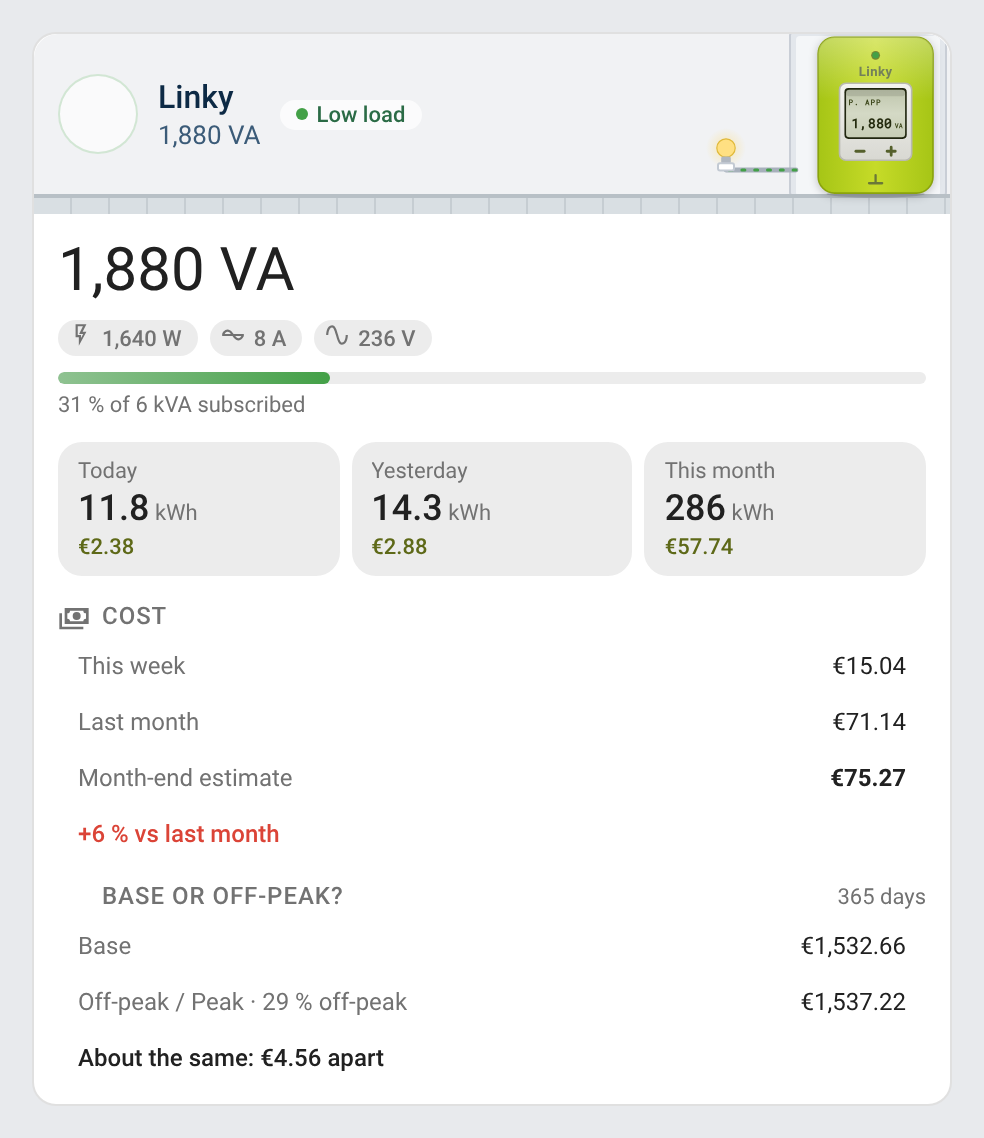 Linky
1,880 VA
Low load
Linky
P. APP
1,880 VA
1,880 VA
1,640 W
8 A
236 V
31 % of 6 kVA subscribed
Today
11.8 kWh
€2.38
Yesterday
14.3 kWh
€2.88
This month
286 kWh
€57.74
COST
This week €15.04
Last month €71.14
Month-end estimate €75.27
+6 % vs last month
BASE OR OFF-PEAK? 365 days
Base €1,532.66
Off-peak / Peak · 29 % off-peak €1,537.22
About the same: €4.56 apart